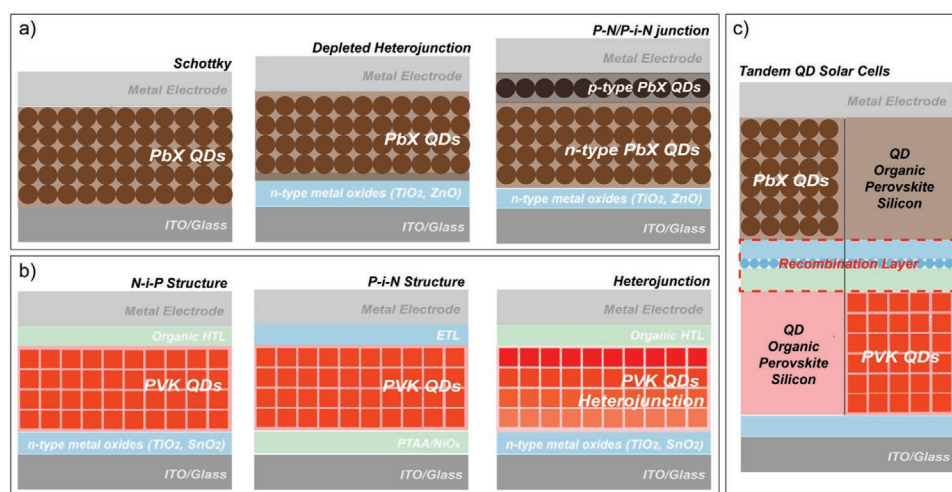 a)
Schottky
Metal Electrode
PbX QDs
ITO/Glass
Depleted Heterojunction
Metal Electrode
PbX QDs
n-type metal oxides (TiO2, ZnO)
ITO/Glass
P-N/P-i-N junction
Metal Electrode
p-type PbX QDs
n-type PbX QDs
n-type metal oxides (TiO2, ZnO)
ITO/Glass
b)
N-i-P Structure
Metal Electrode
Organic HTL
PVK QDs
n-type metal oxides (TiO2, SnO2)
ITO/Glass
P-i-N Structure
Metal Electrode
ETL
PVK QDs
PTAA/NiOx
ITO/Glass
Heterojunction
Metal Electrode
Organic HTL
PVK QDs
Heterojunction
n-type metal oxides (TiO2, SnO2)
ITO/Glass
c)
Tandem QD Solar Cells
Metal Electrode
PbX QDs
QD
Organic
Perovskite
Silicon
Recombination Layer
QD
Organic
Perovskite
Silicon
PVK QDs
ITO/Glass